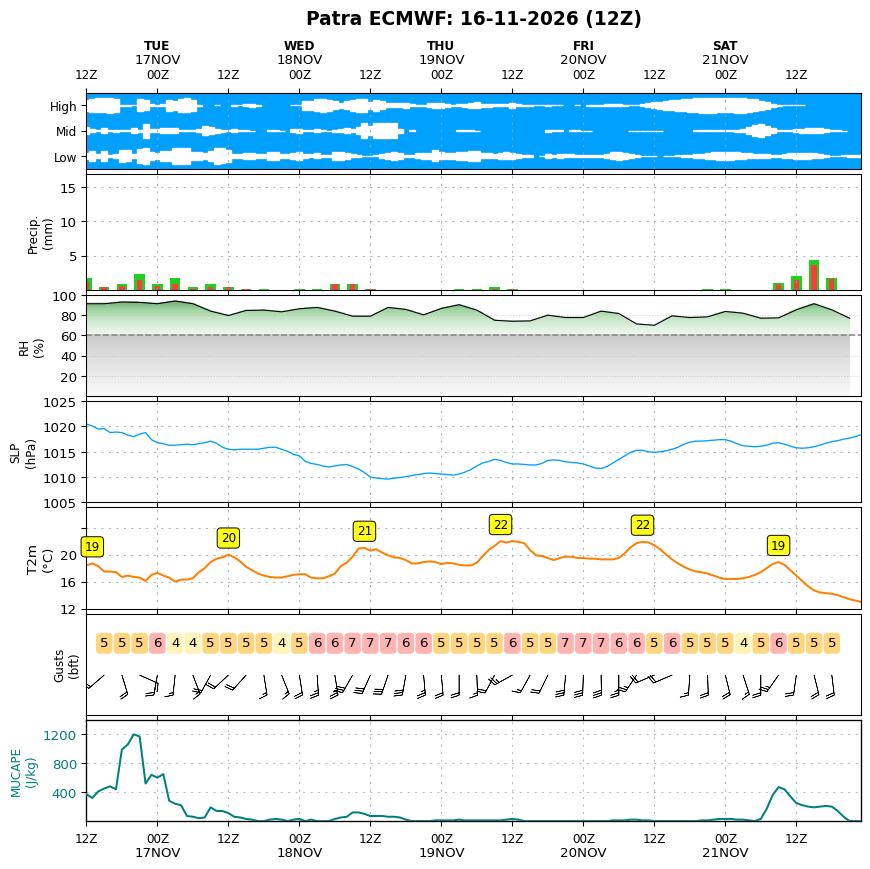 Patra ECMWF: 16-11-2026 (12Z)
TUE WED THU FRI SAT
17NOV 18NOV 19NOV 20NOV 21NOV
12Z 00Z 12Z 00Z 12Z 00Z 12Z 00Z 12Z 00Z 12Z
High
Mid
Low
Precip.
(mm)
15
10
5
RH
(%)
100
80
60
40
20
SLP
(hPa)
1025
1020
1015
1010
1005
T2m
(°C)
20
16
12
19 20 21 22 22 19
Gusts
(bft)
5 5 5 6 4 4 5 5 5 5 4 5 6 6 7 7 7 6 6 5 5 5 5 6 5 5 7 7 7 6 6 5 6 5 5 5 4 5 6 5 5 5
MUCAPE
(J/kg)
1200
800
400
12Z 00Z 12Z 00Z 12Z 00Z 12Z 00Z 12Z 00Z 12Z
17NOV 18NOV 19NOV 20NOV 21NOV